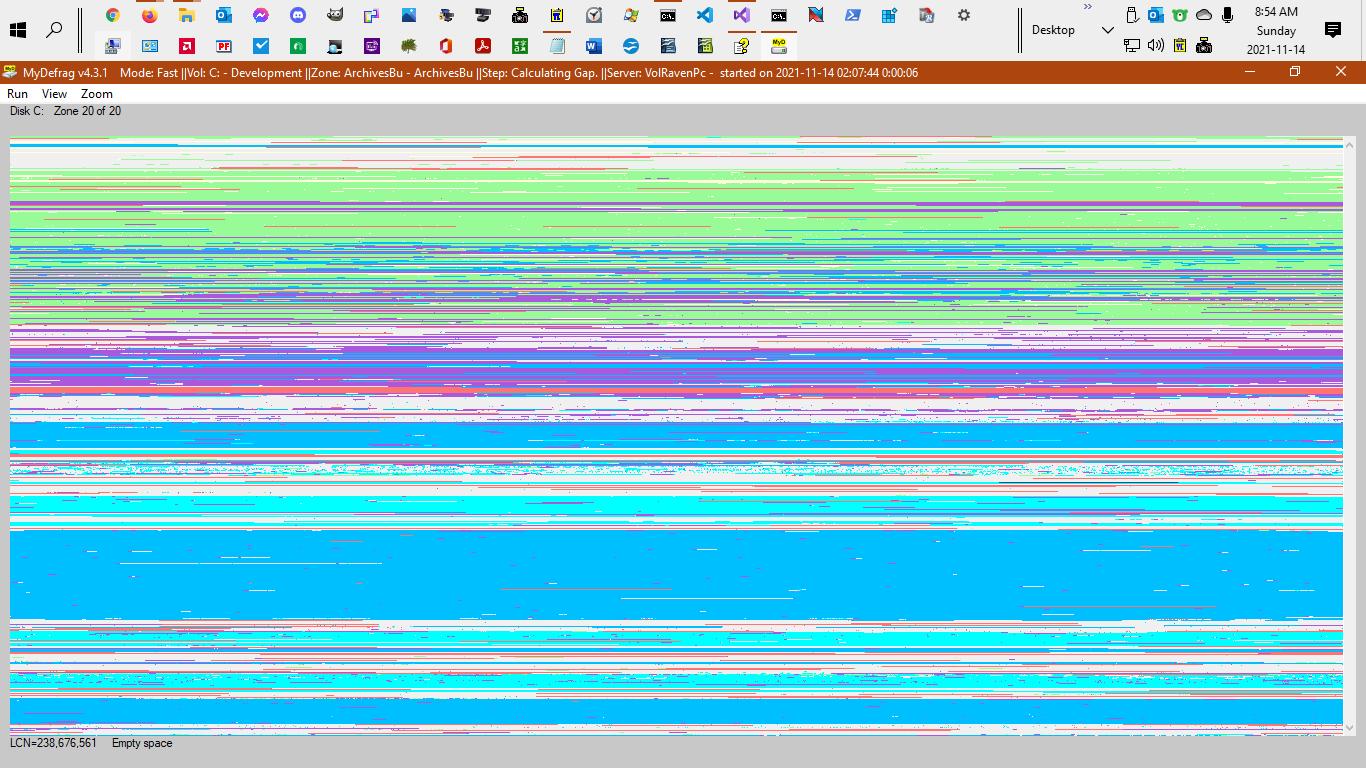 8:54 AM
Desktop
Sunday
2021-11-14
MyDefrag v4.3.1 Mode: Fast ||Vol: C: - Development ||Zone: ArchivesBu - ArchivesBu ||Step: Calculating Gap. ||Server: VolRavenPc - started on 2021-11-14 02:07:44 0:00:06
Run View Zoom
Disk C: Zone 20 of 20
LCN=238,676,561 Empty space